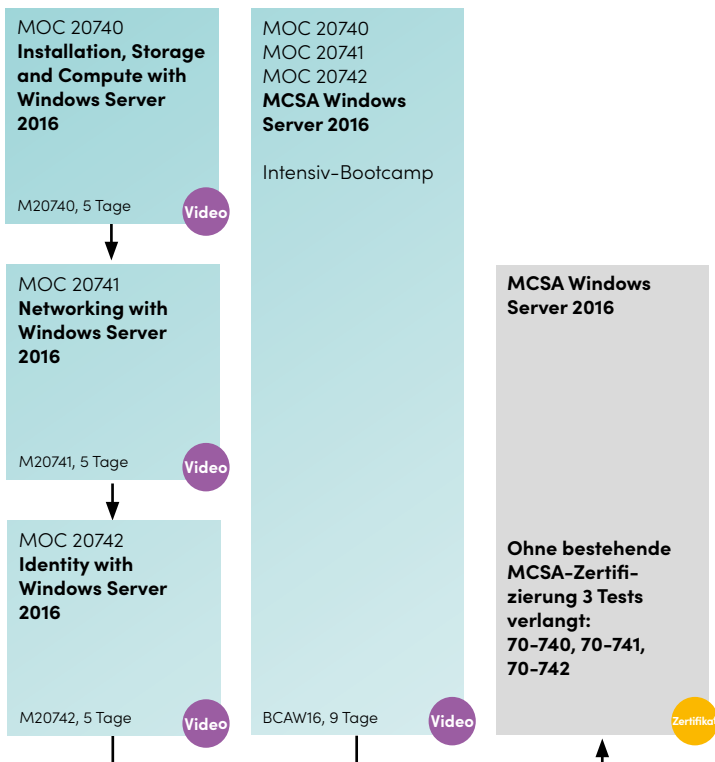 MOC 20740
Installation, Storage
and Compute with
Windows Server
2016
M20740, 5 Tage
Video
MOC 20741
Networking with
Windows Server
2016
M20741, 5 Tage
Video
MOC 20742
Identity with
Windows Server
2016
M20742, 5 Tage
Video
MOC 20740
MOC 20741
MOC 20742
MCSA Windows
Server 2016
Intensiv-Bootcamp
BCAW16, 9 Tage
Video
MCSA Windows
Server 2016
Ohne bestehende
MCSA-Zertifi-
zierung 3 Tests
verlangt:
70-740, 70-741,
70-742
Zertifikat